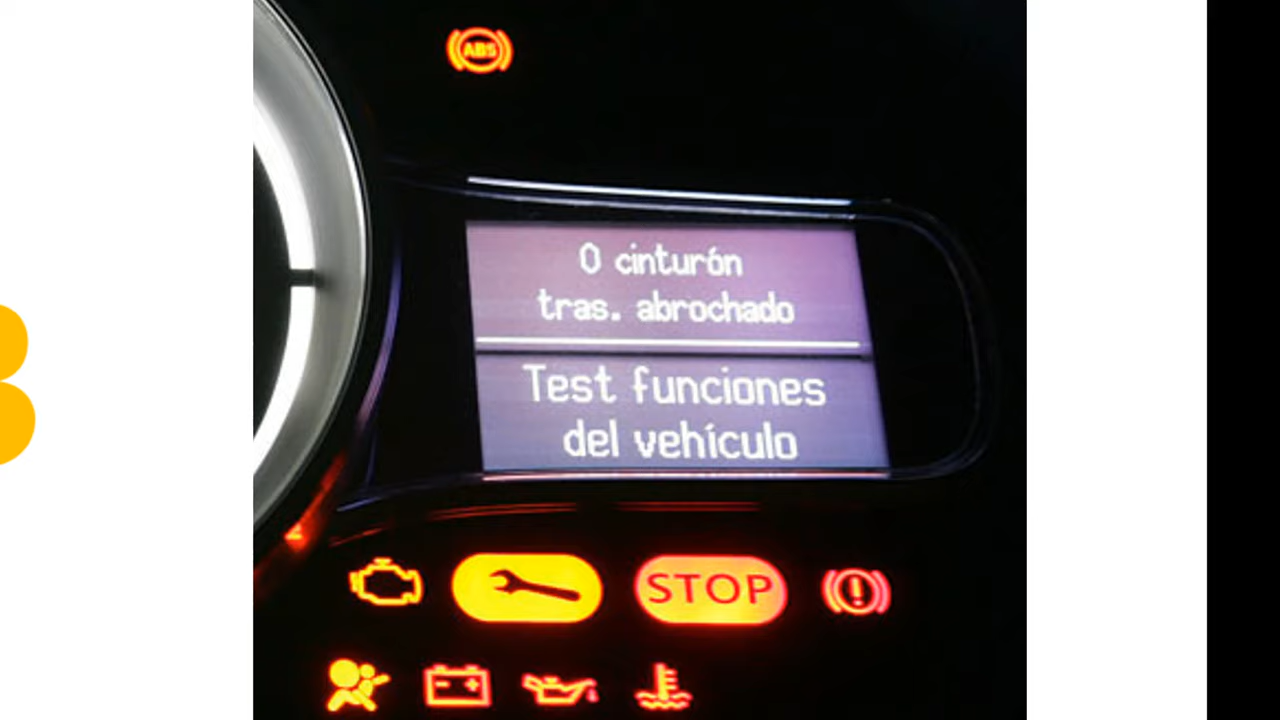 ABS
0 cinturón
tras. abrochado
Test funciones
del vehículo
STOP